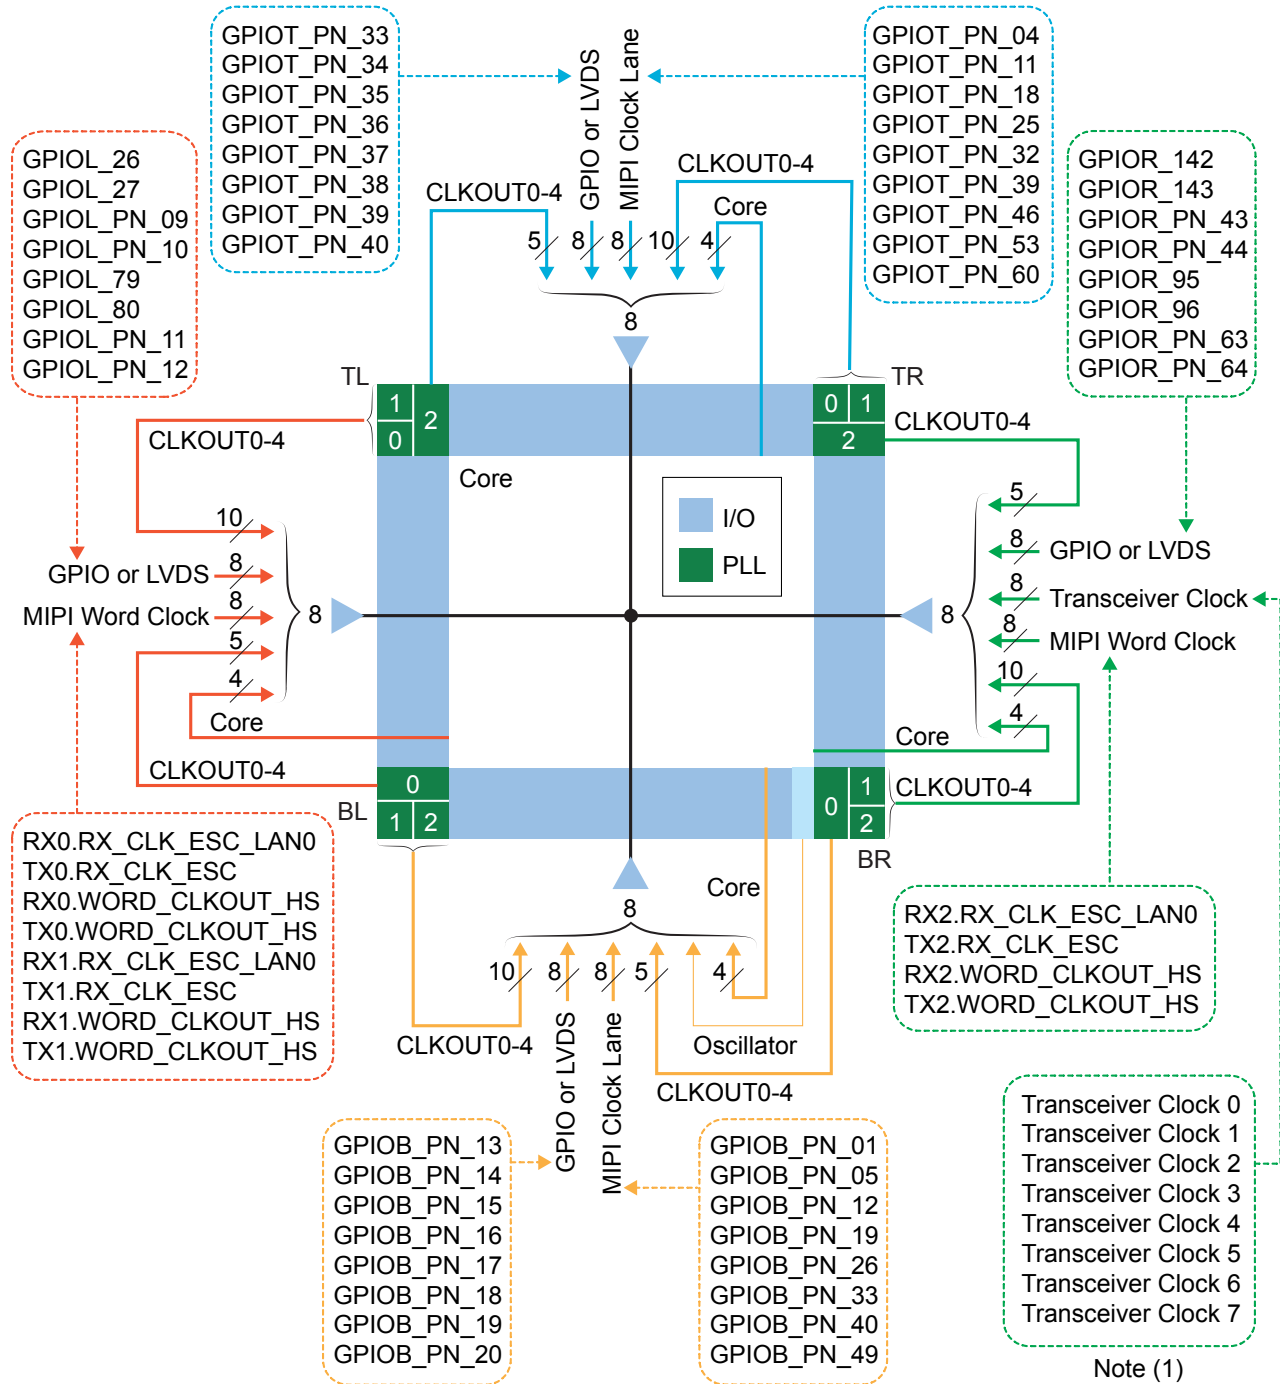 GPIOT_PN_33
GPIOT_PN_34
GPIOT_PN_35
GPIOT_PN_36
GPIOT_PN_37
GPIOT_PN_38
GPIOT_PN_39
GPIOT_PN_40
GPIO or LVDS
MIPI Clock Lane
GPIOT_PN_04
GPIOT_PN_11
GPIOT_PN_18
GPIOT_PN_25
GPIOT_PN_32
GPIOT_PN_39
GPIOT_PN_46
GPIOT_PN_53
GPIOT_PN_60
GPIOL_26
GPIOL_27
GPIOL_PN_09
GPIOL_PN_10
GPIOL_79
GPIOL_80
GPIOL_PN_11
GPIOL_PN_12
GPIOR_142
GPIOR_143
GPIOR_PN_43
GPIOR_PN_44
GPIOR_95
GPIOR_96
GPIOR_PN_63
GPIOR_PN_64
CLKOUT0-4
CLKOUT0-4
Core
5 8 8 10 4
8
TL
1
0
2
TR
0 1
2
CLKOUT0-4
CLKOUT0-4
Core
I/O
PLL
10
8
GPIO or LVDS
8
MIPI Word Clock
5
4
8
Core
CLKOUT0-4
5
8
GPIO or LVDS
8
Transceiver Clock
8
MIPI Word Clock
10
4
8
Core
CLKOUT0-4
0
1 2
BL
0
1
2
BR
Core
8
10 8 8 5 4
CLKOUT0-4
GPIO or LVDS
MIPI Clock Lane
Oscillator
CLKOUT0-4
RX0.RX_CLK_ESC_LAN0
TX0.RX_CLK_ESC
RX0.WORD_CLKOUT_HS
TX0.WORD_CLKOUT_HS
RX1.RX_CLK_ESC_LAN0
TX1.RX_CLK_ESC
RX1.WORD_CLKOUT_HS
TX1.WORD_CLKOUT_HS
RX2.RX_CLK_ESC_LAN0
TX2.RX_CLK_ESC
RX2.WORD_CLKOUT_HS
TX2.WORD_CLKOUT_HS
GPIOB_PN_13
GPIOB_PN_14
GPIOB_PN_15
GPIOB_PN_16
GPIOB_PN_17
GPIOB_PN_18
GPIOB_PN_19
GPIOB_PN_20
GPIOB_PN_01
GPIOB_PN_05
GPIOB_PN_12
GPIOB_PN_19
GPIOB_PN_26
GPIOB_PN_33
GPIOB_PN_40
GPIOB_PN_49
Transceiver Clock 0
Transceiver Clock 1
Transceiver Clock 2
Transceiver Clock 3
Transceiver Clock 4
Transceiver Clock 5
Transceiver Clock 6
Transceiver Clock 7
Note (1)